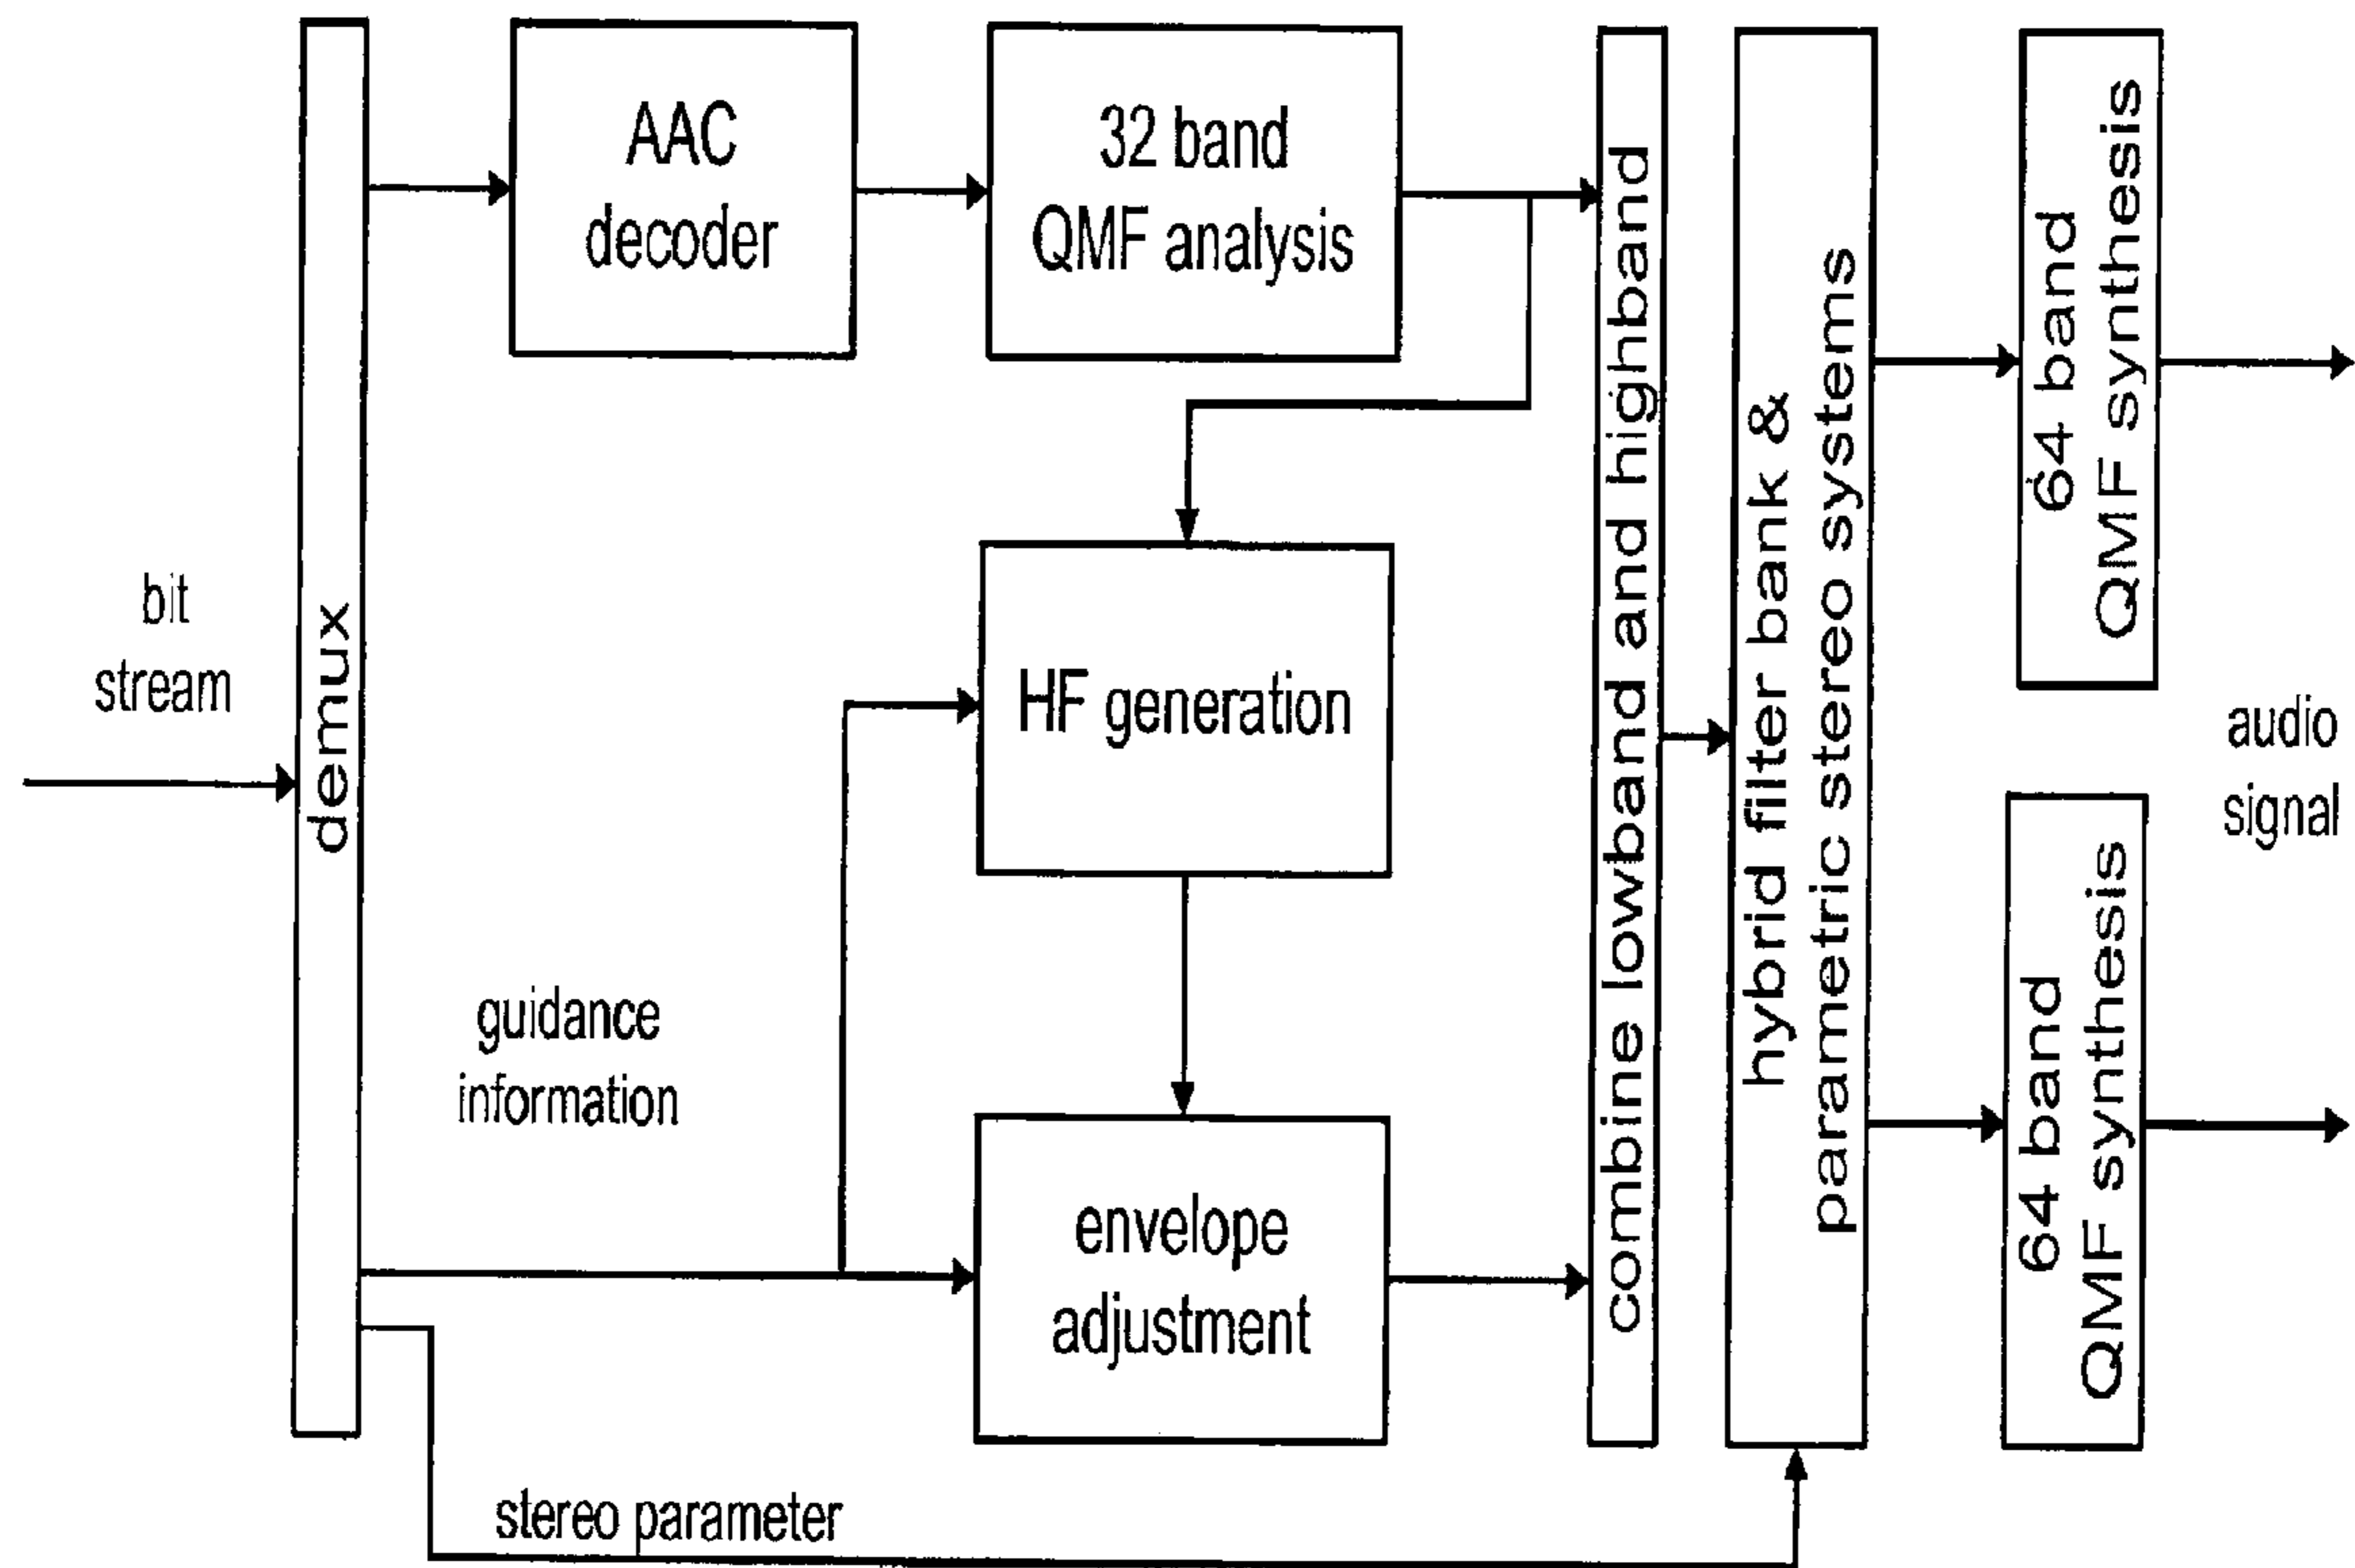 bit
stream
demux
AAC
decoder
32 band
QMF analysis
HF generation
guidance
information
envelope
adjustment
stereo parameter
combine lowband and highband
hybrid filter bank &
parametric stereo systems
64 band
QMF synthesis
64 band
QMF synthesis
audio
signal